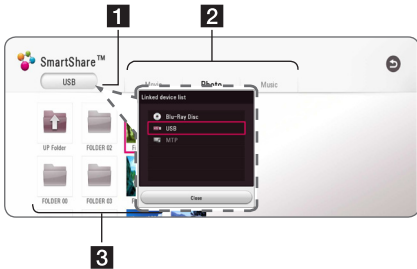 1
2
SmartShare™
USB
Movie
Photo
Music
Linked device list
Blu-Ray Disc
USB
MTP
Close
UP Folder
FOLDER 02
FOLDER 00
FOLDER 03
3